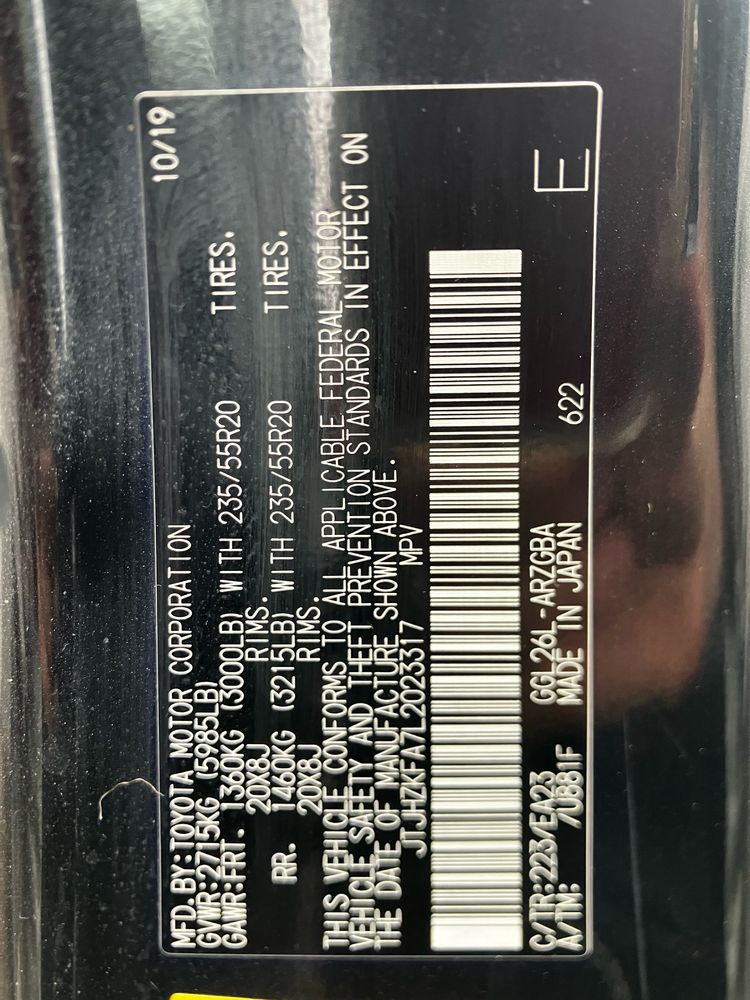 MFD.BY:TOYOTA MOTOR CORPORATION 10/19
GVWR:2715KG (5985LB)
GAWR:FRT. 1360KG (3000LB) WITH 235/55R20 TIRES.
20X8J RIMS.
RR. 1460KG (3215LB) WITH 235/55R20 TIRES.
20X8J RIMS.
THIS VEHICLE CONFORMS TO ALL APPLICABLE FEDERAL MOTOR
VEHICLE SAFETY AND THEFT PREVENTION STANDARDS IN EFFECT ON
THE DATE OF MANUFACTURE SHOWN ABOVE.
JTJHZKFA7L2023317 MPV
C/TR:223/EA23 GGL26L-ARZGBA
A/TM: /U881F MADE IN JAPAN 622 E